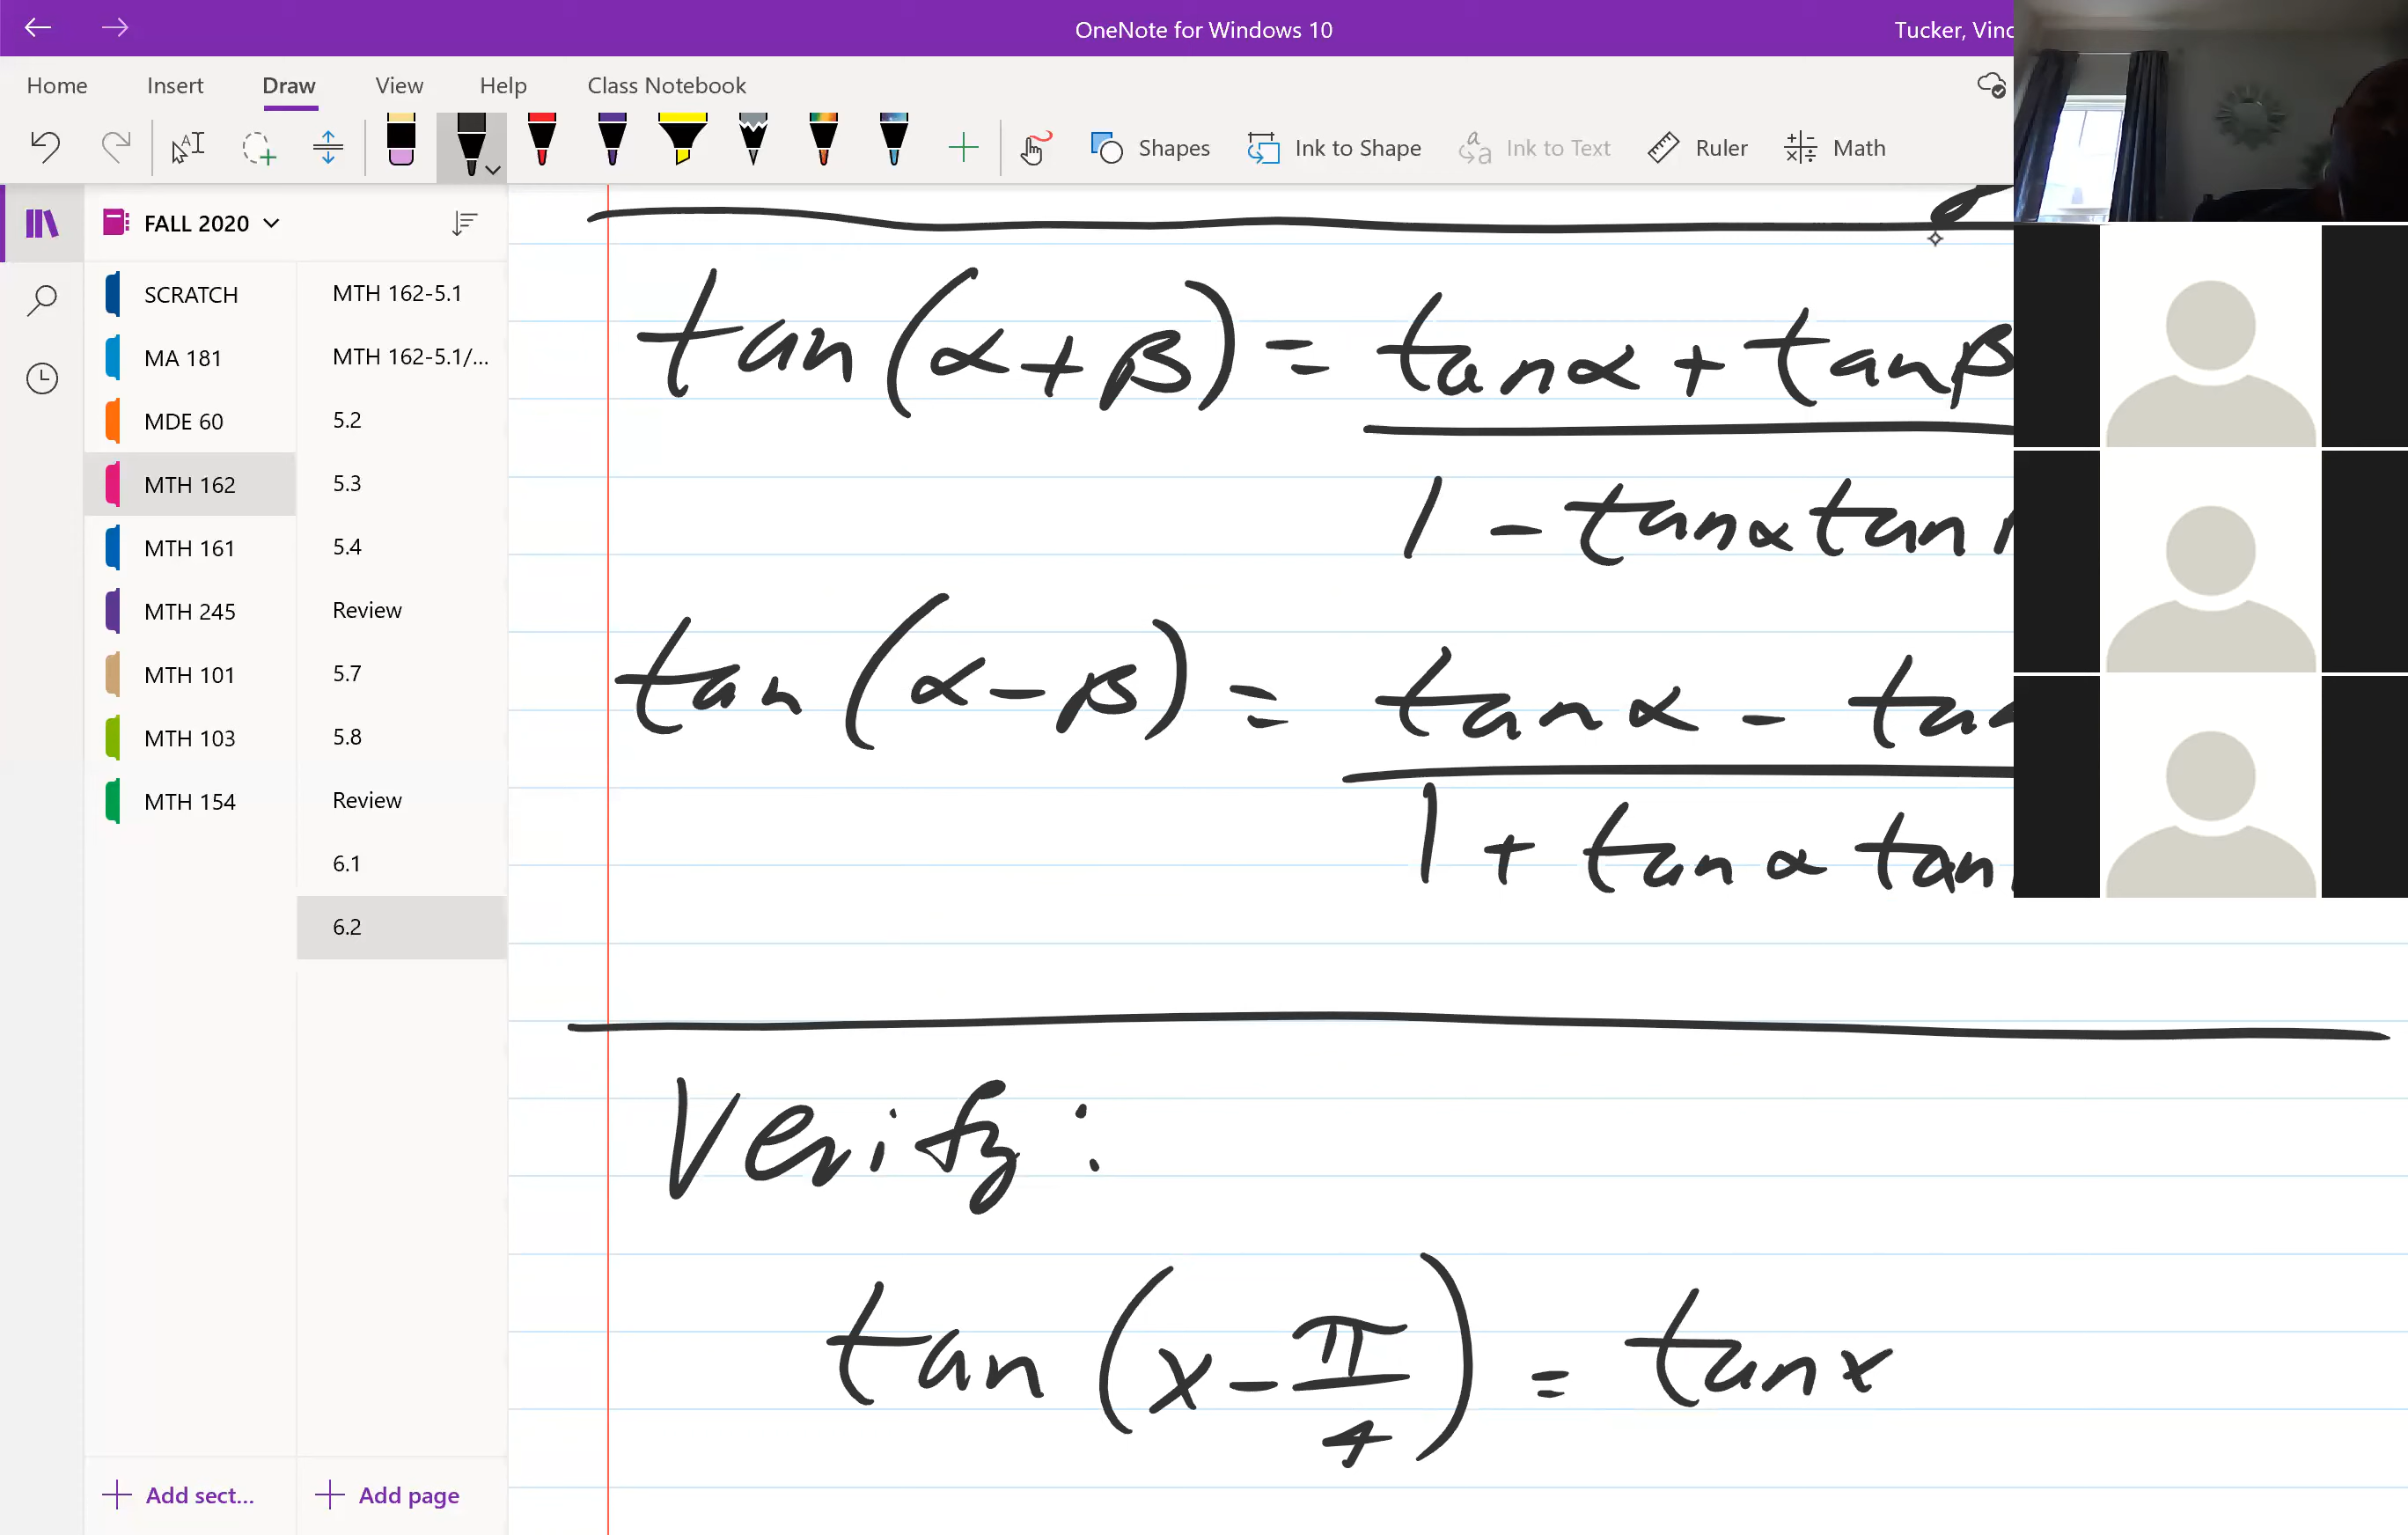 OneNote for Windows 10
Tucker, Vinc
Home Insert Draw View Help Class Notebook
Shapes Ink to Shape Ink to Text Ruler Math
FALL 2020
SCRATCH
MA 181
MDE 60
MTH 162
MTH 161
MTH 245
MTH 101
MTH 103
MTH 154
Add sect...
MTH 162-5.1
MTH 162-5.1/...
5.2
5.3
5.4
Review
5.7
5.8
Review
6.1
6.2
Add page
tan(α+β) = tanα + tanβ
1 - tanα tan
tan(α-β) = tanα - tan
1 + tanα tan
Verify:
tan(x - π/4) = tanx